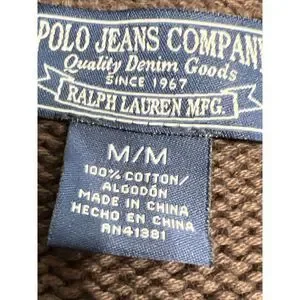 POLO JEANS COMPANY
Quality Denim Goods
SINCE 1967
RALPH LAUREN MFG.
M/M
100% COTTON/
ALGODÓN
MADE IN CHINA
HECHO EN CHINA
RN41381